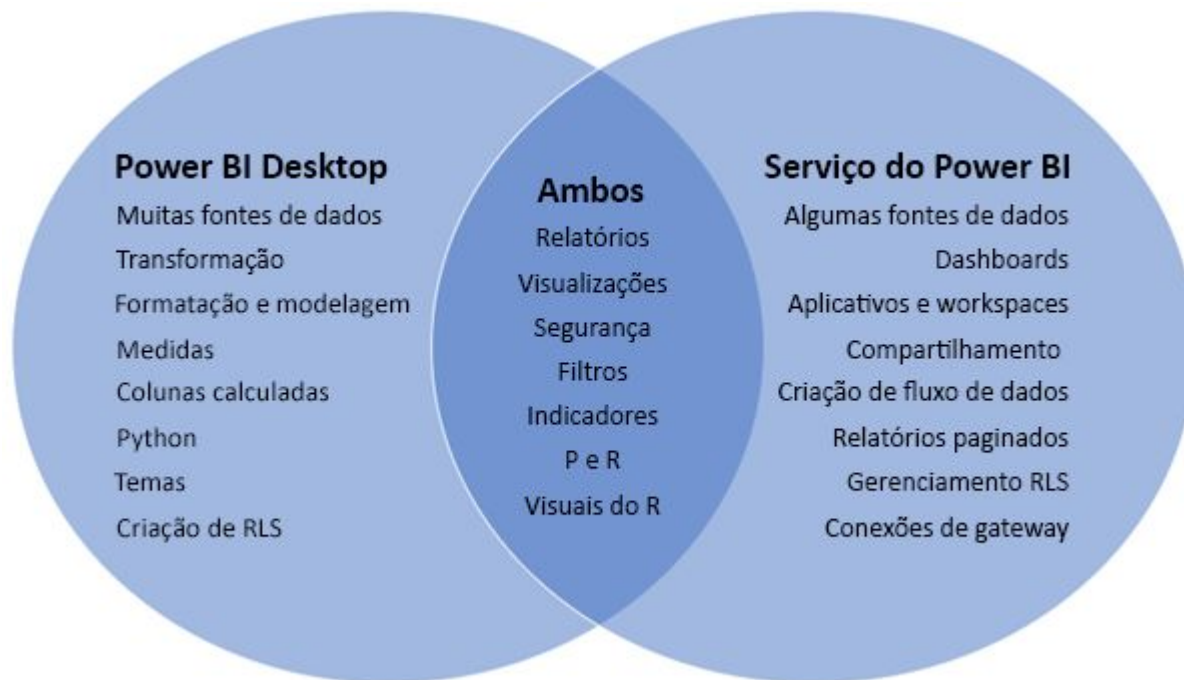 Power BI Desktop
Muitas fontes de dados
Transformação
Formatação e modelagem
Medidas
Colunas calculadas
Python
Temas
Criação de RLS
Ambos
Relatórios
Visualizações
Segurança
Filtros
Indicadores
P e R
Visuais do R
Serviço do Power BI
Algumas fontes de dados
Dashboards
Aplicativos e workspaces
Compartilhamento
Criação de fluxo de dados
Relatórios paginados
Gerenciamento RLS
Conexões de gateway